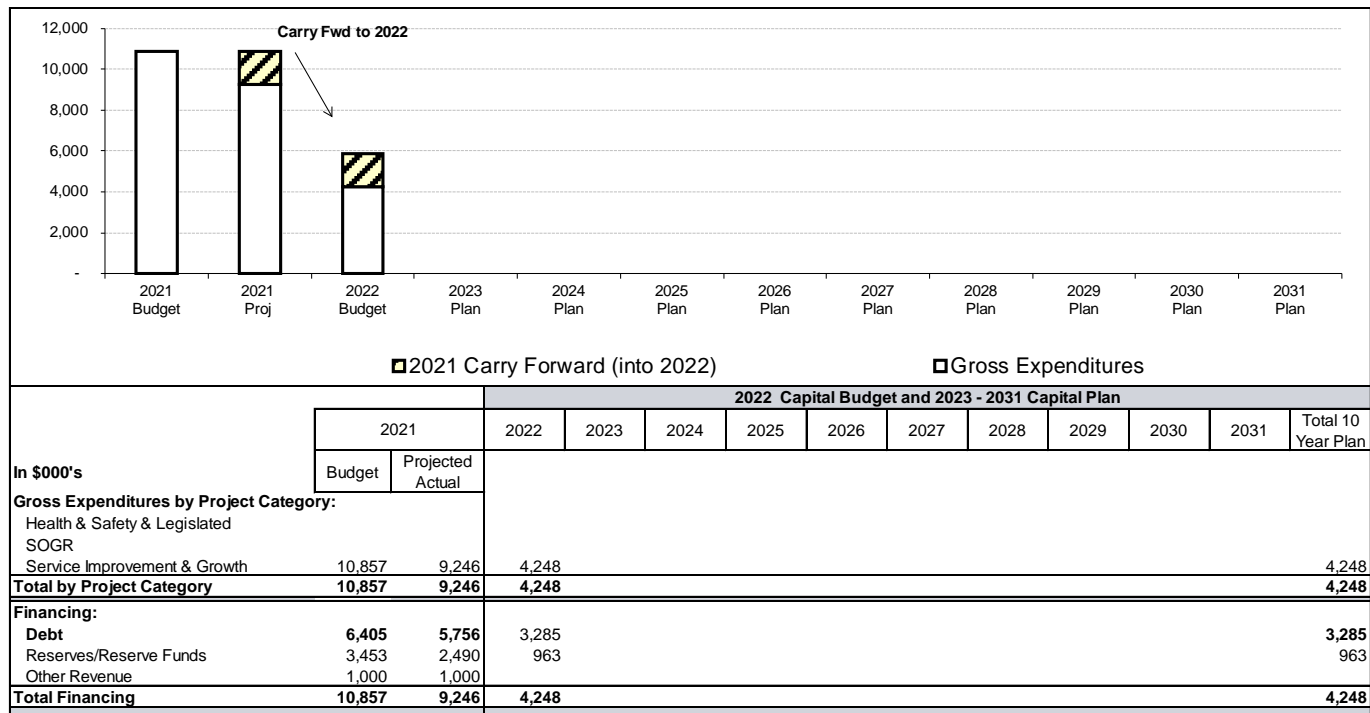 Carry Fwd to 2022
12,000
10,000
8,000
6,000
4,000
2,000
-
2021 2021 2022 2023 2024 2025 2026 2027 2028 2029 2030 2031
Budget Proj Budget Plan Plan Plan Plan Plan Plan Plan Plan Plan
2021 Carry Forward (into 2022) Gross Expenditures
2022 Capital Budget and 2023 - 2031 Capital Plan
2021 2022 2023 2024 2025 2026 2027 2028 2029 2030 2031 Total 10
Year Plan
In $000's Budget Projected
Actual
Gross Expenditures by Project Category:
Health & Safety & Legislated
SOGR
Service Improvement & Growth 10,857 9,246 4,248 4,248
Total by Project Category 10,857 9,246 4,248 4,248
Financing:
Debt 6,405 5,756 3,285 3,285
Reserves/Reserve Funds 3,453 2,490 963 963
Other Revenue 1,000 1,000
Total Financing 10,857 9,246 4,248 4,248